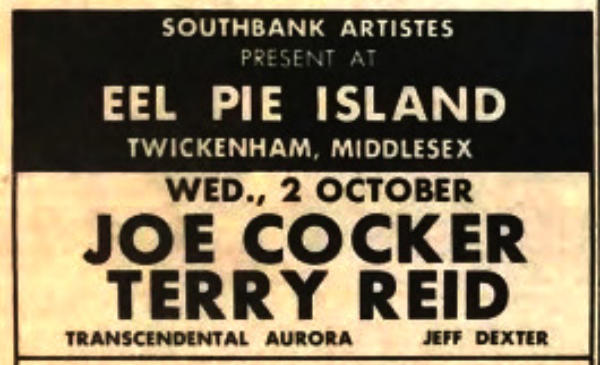 SOUTHBANK ARTISTES
PRESENT AT
EEL PIE ISLAND
TWICKENHAM, MIDDLESEX
WED., 2 OCTOBER
JOE COCKER
TERRY REID
TRANSCENDENTAL AURORA JEFF DEXTER